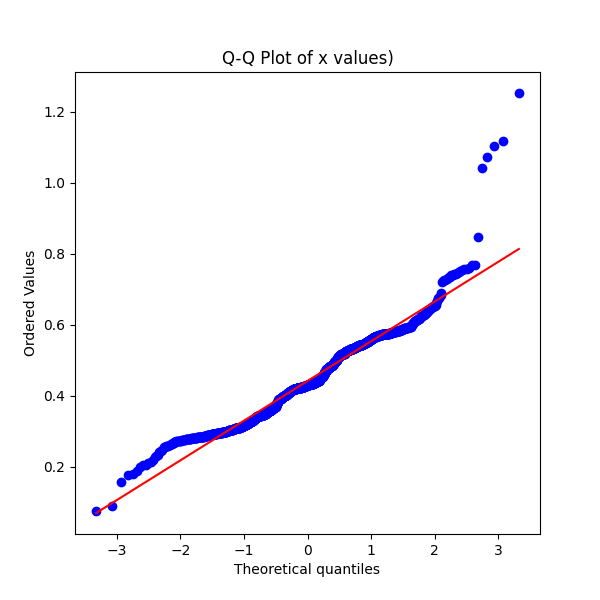 Q-Q Plot of x values)
Ordered Values
1.2
1.0
0.8
0.6
0.4
0.2
−3 −2 −1 0 1 2 3
Theoretical quantiles